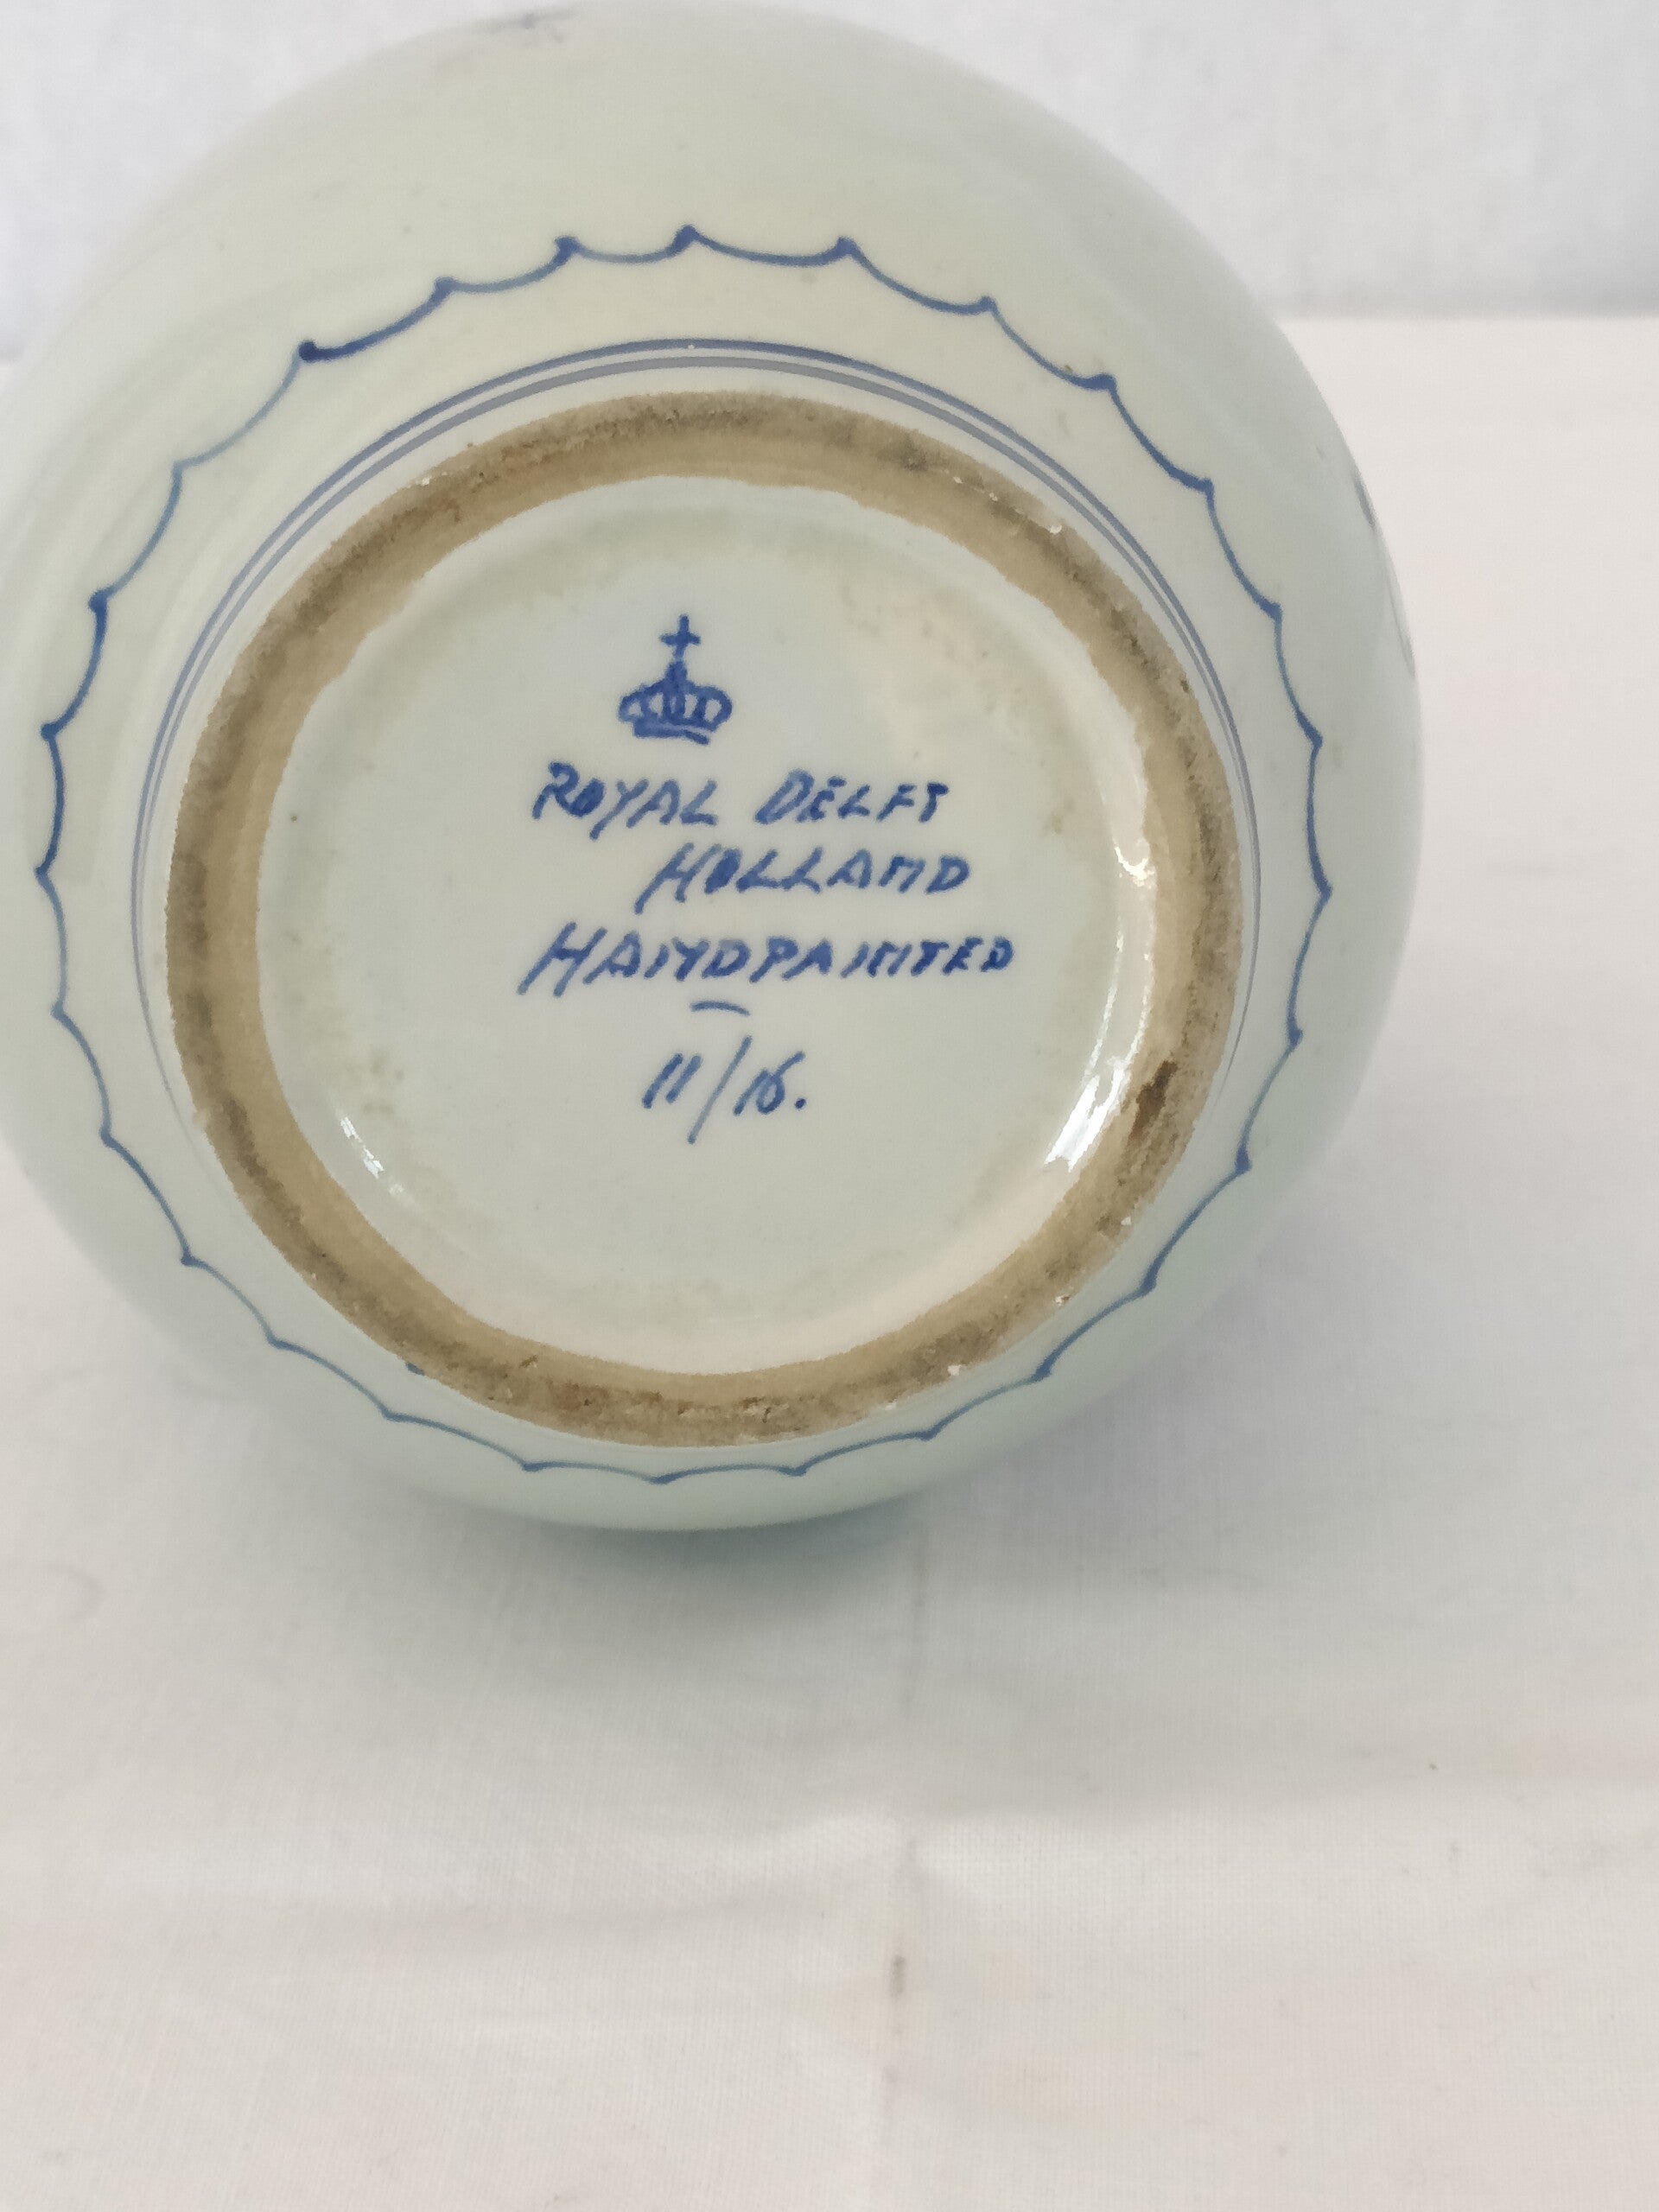 ROYAL DELFT
HOLLAND
HANDPAINTED
11/16.